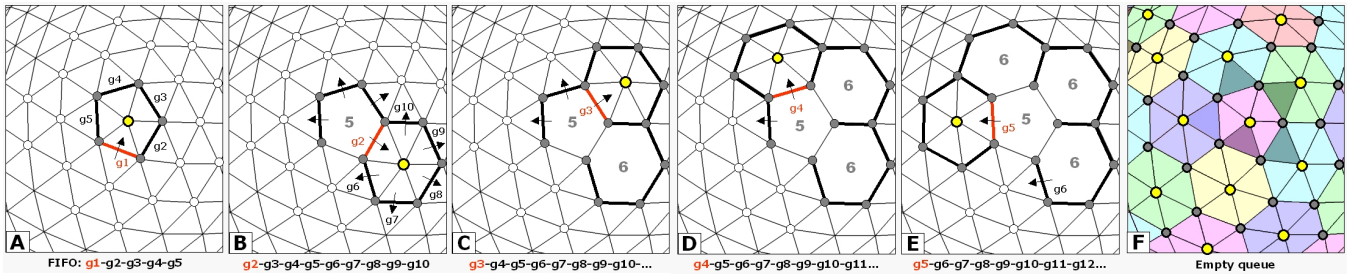 g4
g3
g5
g2
g1
A
FIFO: g1-g2-g3-g4-g5
5
g10
g9
g2
g6
g8
g7
B
g2-g3-g4-g5-g6-g7-g8-g9-g10
g3
5
6
6
C
g3-g4-g5-g6-g7-g8-g9-g10-...
6
6
g4
5
6
D
g4-g5-g6-g7-g8-g9-g10-g11...
6
6
g5
5
6
g6
E
g5-g6-g7-g8-g9-g10-g11-g12...
F
Empty queue